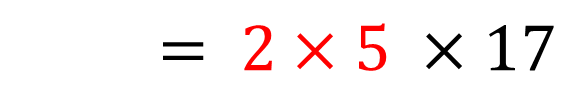 = 2 × 5 × 17